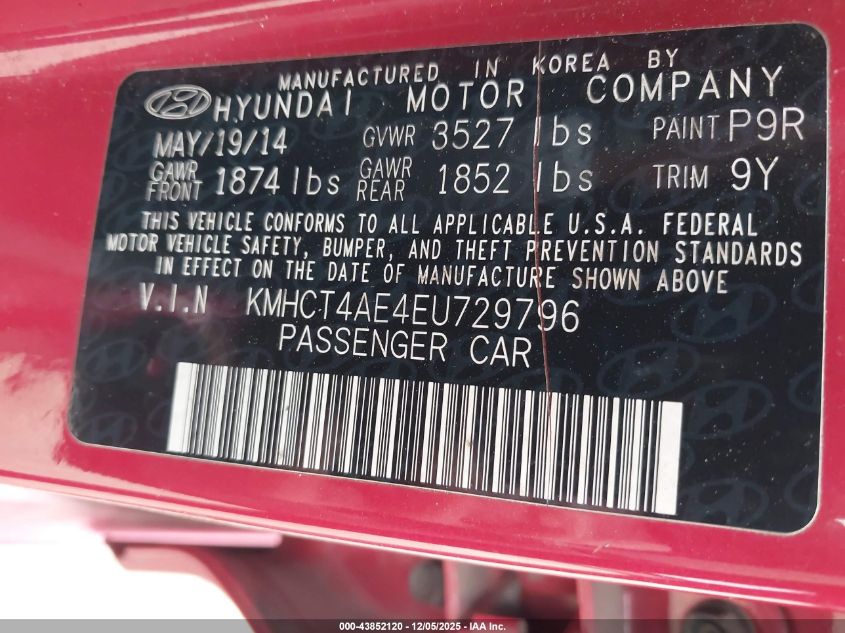 MANUFACTURED IN KOREA BY
HYUNDAI MOTOR COMPANY
MAY/19/14 GVWR 3527 lbs PAINT P9R
GAWR FRONT 1874 lbs GAWR REAR 1852 lbs TRIM 9Y
THIS VEHICLE CONFORMS TO ALL APPLICABLE U.S.A. FEDERAL
MOTOR VEHICLE SAFETY, BUMPER, AND THEFT PREVENTION STANDARDS
IN EFFECT ON THE DATE OF MANUFACTURE SHOWN ABOVE
V.I.N KMHCT4AE4EU729796
PASSENGER CAR
000-43852120 - 12/05/2025 - IAA Inc.